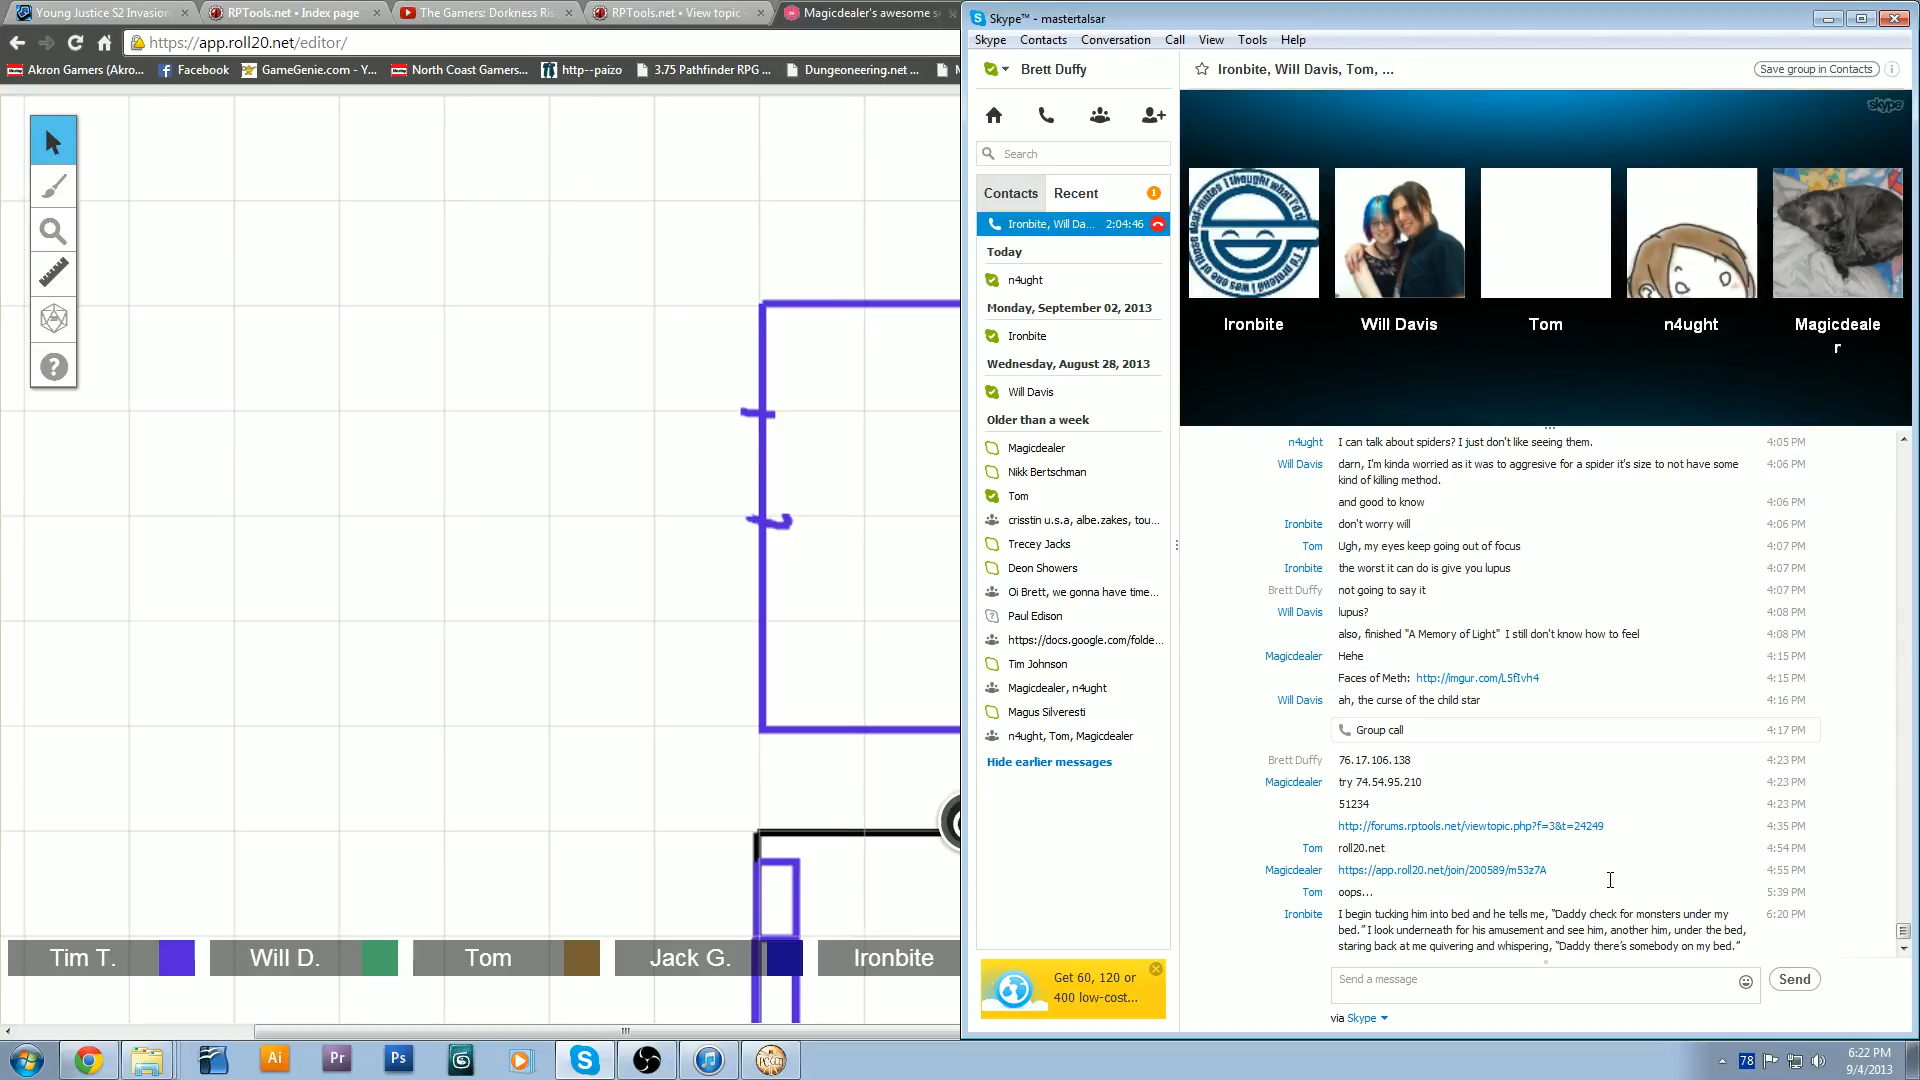 Young Justice S2 Invasion
RPTools.net • Index page
The Gamers: Dorkness Ris
RPTools.net • View topic -
Magicdealer's awesome s
https://app.roll20.net/editor/
Akron Gamers (Akro...
Facebook
GameGenie.com - Y...
North Coast Gamers...
http--paizo
3.75 Pathfinder RPG ...
Dungeoneering.net ...
Tim T.
Will D.
Tom
Jack G.
Ironbite
Skype™ - mastertalsar
Skype Contacts Conversation Call View Tools Help
Brett Duffy
Search
Contacts Recent 1
Ironbite, Will Da... 2:04:46
Today
n4ught
Monday, September 02, 2013
Ironbite
Wednesday, August 28, 2013
Will Davis
Older than a week
Magicdealer
Nikk Bertschman
Tom
crisstin u.s.a, albe.zakes, tou...
Trecey Jacks
Deon Showers
Oi Brett, we gonna have time...
Paul Edison
https://docs.google.com/folde...
Tim Johnson
Magicdealer, n4ught
Magus Silveresti
n4ught, Tom, Magicdealer
Hide earlier messages
Get 60, 120 or
400 low-cost...
Ironbite, Will Davis, Tom, ...
Save group in Contacts
skype
Ironbite
Will Davis
Tom
n4ught
Magicdeale
r
n4ught I can talk about spiders? I just don't like seeing them. 4:05 PM
Will Davis darn, I'm kinda worried as it was to aggresive for a spider it's size to not have some 4:06 PM
kind of killing method.
and good to know 4:06 PM
Ironbite don't worry will 4:06 PM
Tom Ugh, my eyes keep going out of focus 4:07 PM
Ironbite the worst it can do is give you lupus 4:07 PM
Brett Duffy not going to say it 4:07 PM
Will Davis lupus? 4:08 PM
also, finished "A Memory of Light" I still don't know how to feel 4:08 PM
Magicdealer Hehe 4:15 PM
Faces of Meth: http://imgur.com/L5fIvh4 4:15 PM
Will Davis ah, the curse of the child star 4:16 PM
Group call 4:17 PM
Brett Duffy 76.17.106.138 4:23 PM
Magicdealer try 74.54.95.210 4:23 PM
51234 4:23 PM
http://forums.rptools.net/viewtopic.php?f=3&t=24249 4:35 PM
Tom roll20.net 4:54 PM
Magicdealer https://app.roll20.net/join/200589/m53z7A 4:55 PM
Tom oops... 5:39 PM
Ironbite I begin tucking him into bed and he tells me, "Daddy check for monsters under my 6:20 PM
bed." I look underneath for his amusement and see him, another him, under the bed,
staring back at me quivering and whispering, "Daddy there's somebody on my bed."
Send a message
Send
via Skype
Ai
Pr
Ps
78
6:22 PM
9/4/2013